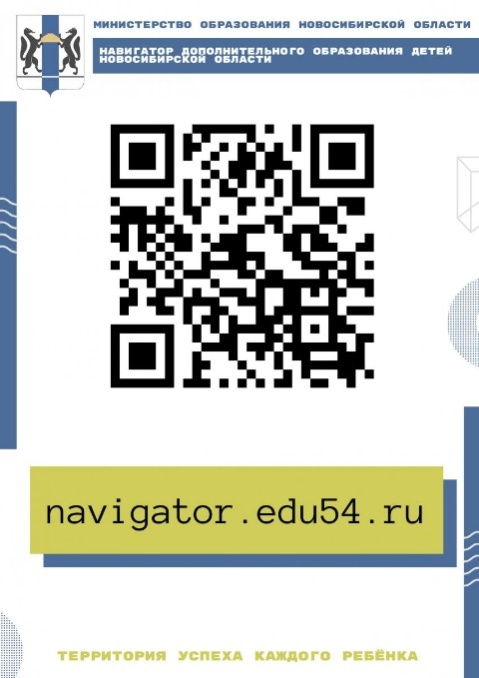 МИНИСТЕРСТВО ОБРАЗОВАНИЯ НОВОСИБИРСКОЙ ОБЛАСТИ
НАВИГАТОР ДОПОЛНИТЕЛЬНОГО ОБРАЗОВАНИЯ ДЕТЕЙ
НОВОСИБИРСКОЙ ОБЛАСТИ
navigator.edu54.ru
ТЕРРИТОРИЯ УСПЕХА КАЖДОГО РЕБЁНКА